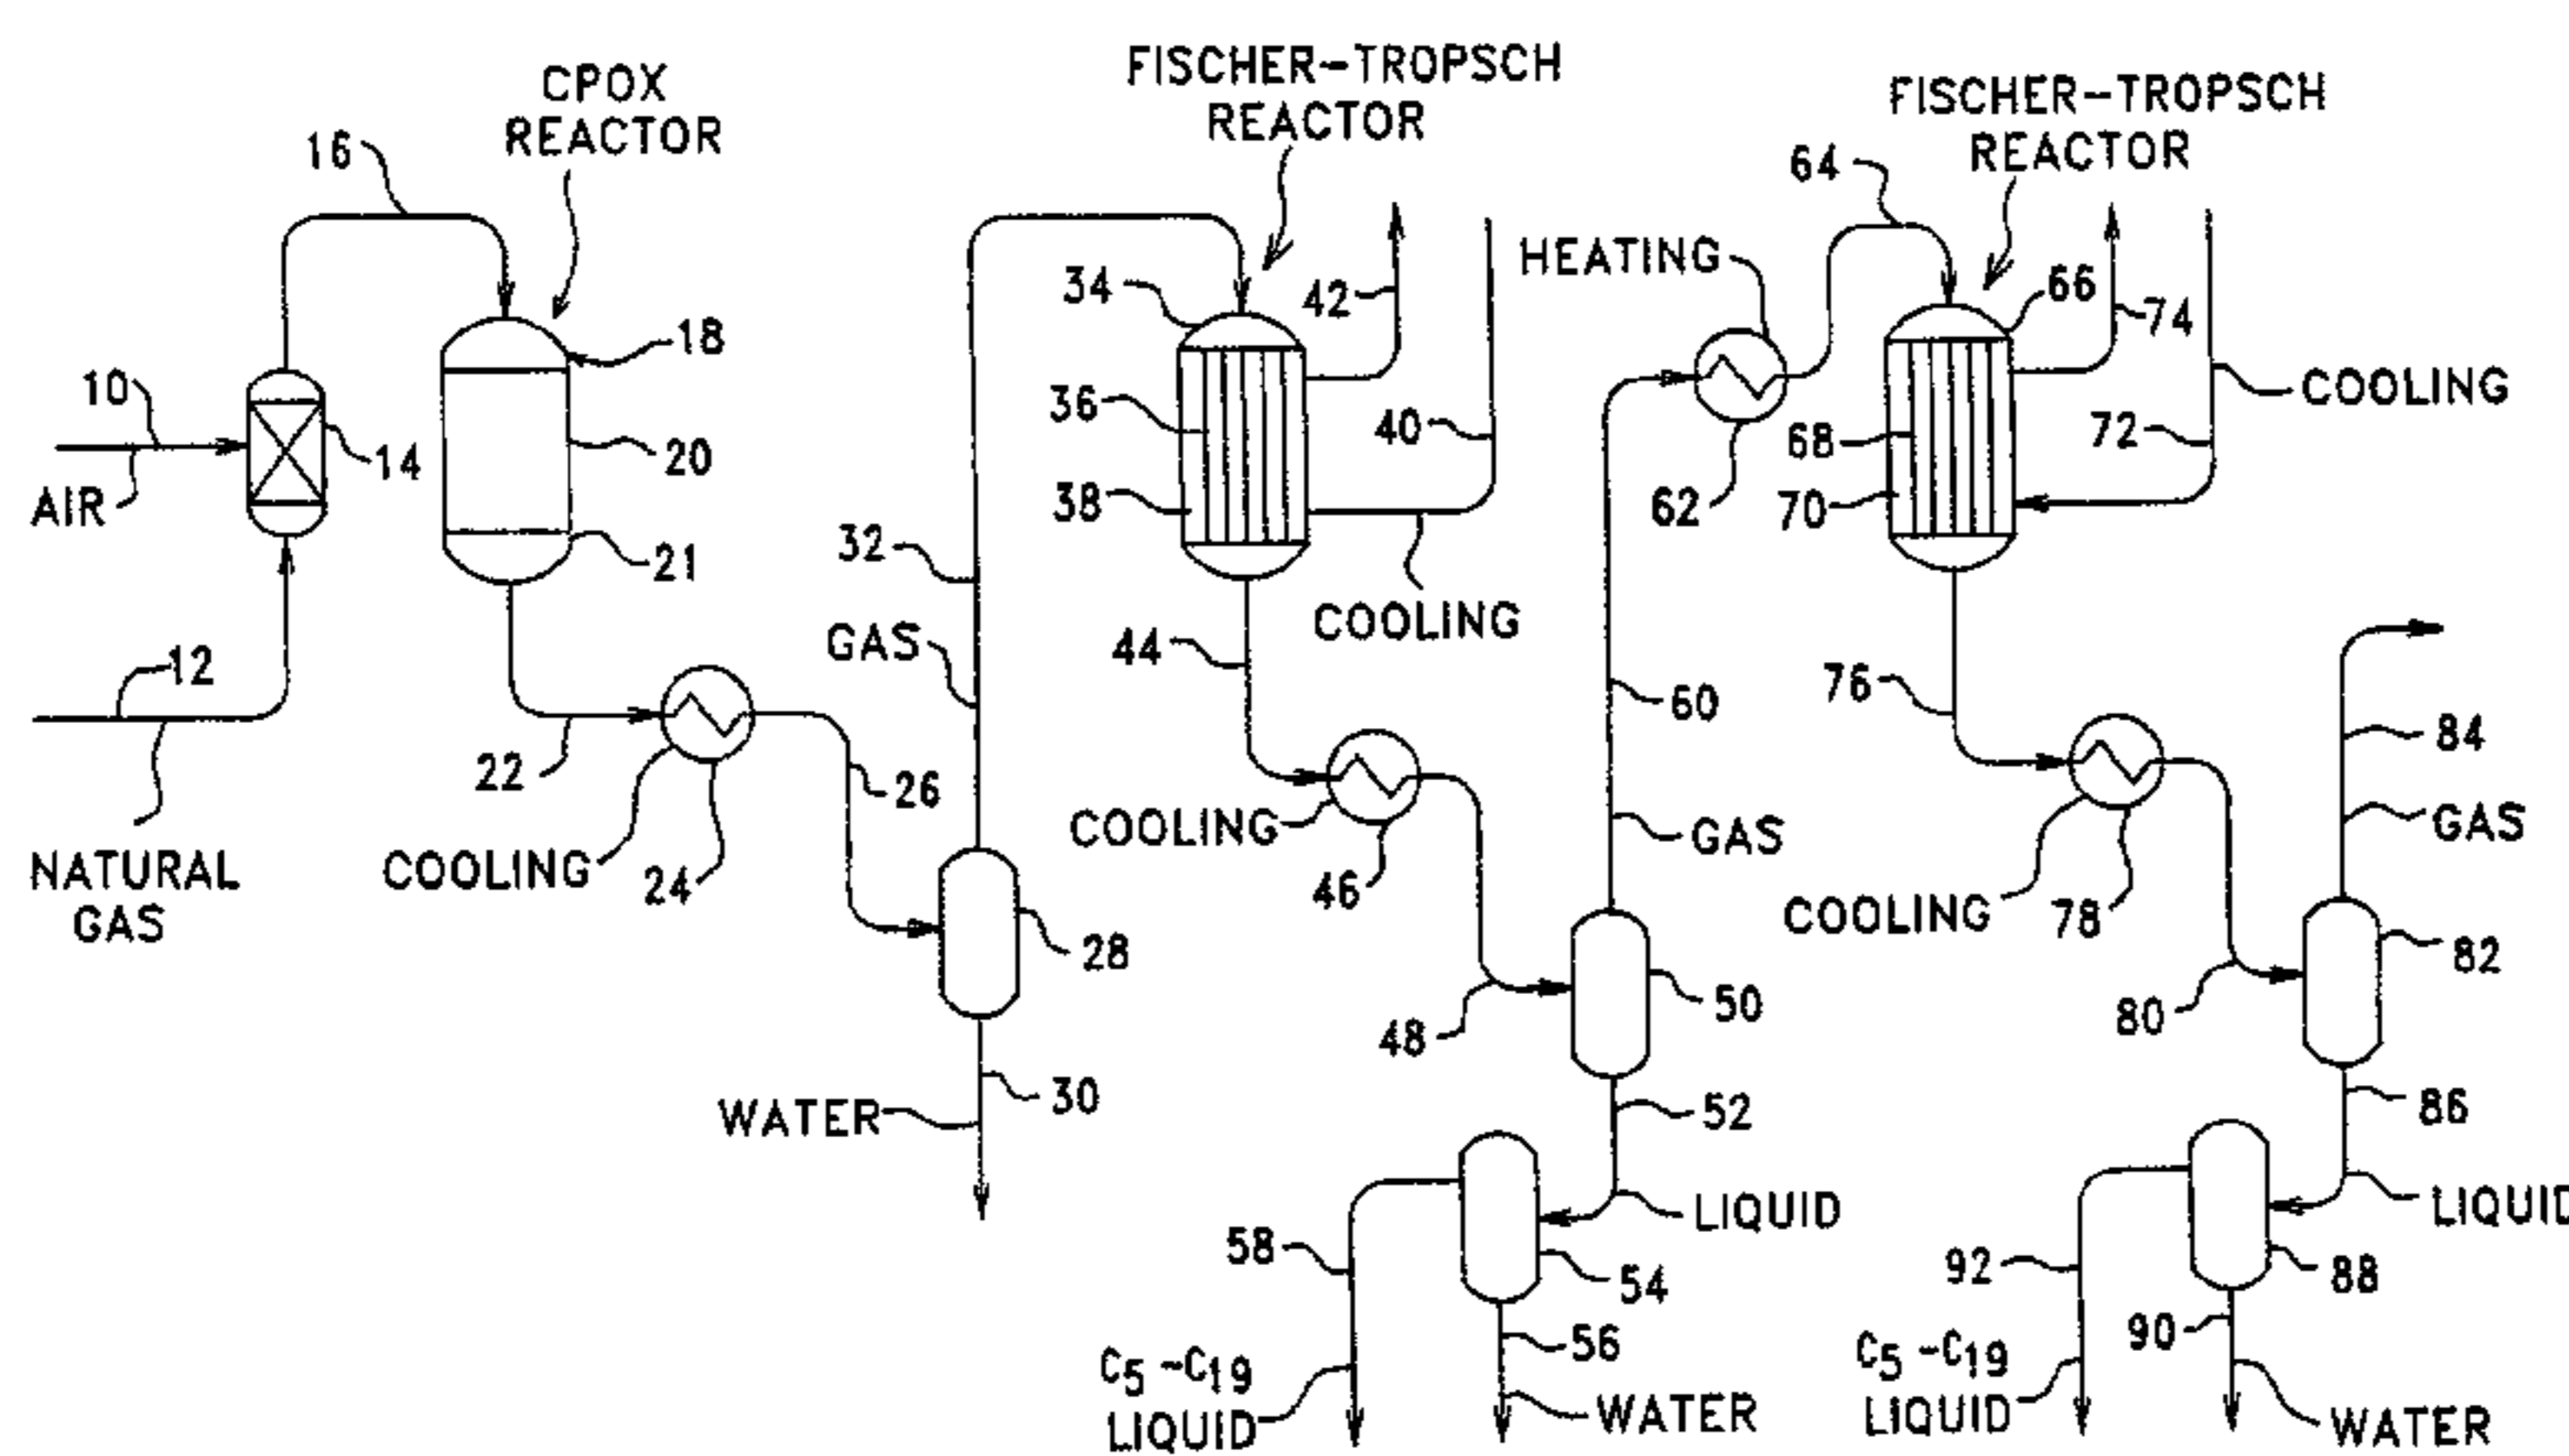 CPOX
REACTOR
FISCHER-TROPSCH
REACTOR
FISCHER-TROPSCH
REACTOR
16
64
HEATING
34
42
66
74
18
10
14
20
36
40
68
72
COOLING
AIR
38
62
70
21
32
COOLING
12
GAS
44
60
76
22
26
84
NATURAL
GAS
COOLING
24
COOLING
46
GAS
COOLING
78
GAS
28
50
82
48
80
WATER
30
52
86
58
LIQUID
LIQUID
54
92
88
56
90
C5-C19
LIQUID
WATER
C5-C19
LIQUID
WATER